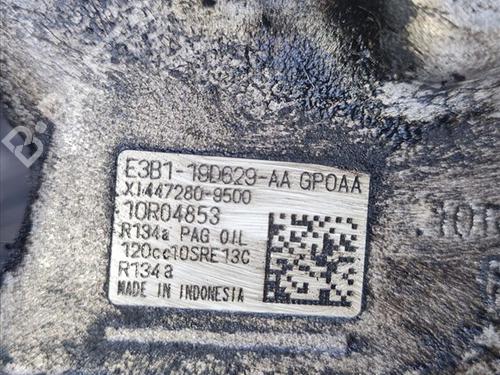 E3B1-19D629-AA GP0AA
X1447280-9500
10R04853
R134a PAG OIL
120cc10SRE13C
R134a
MADE IN INDONESIA